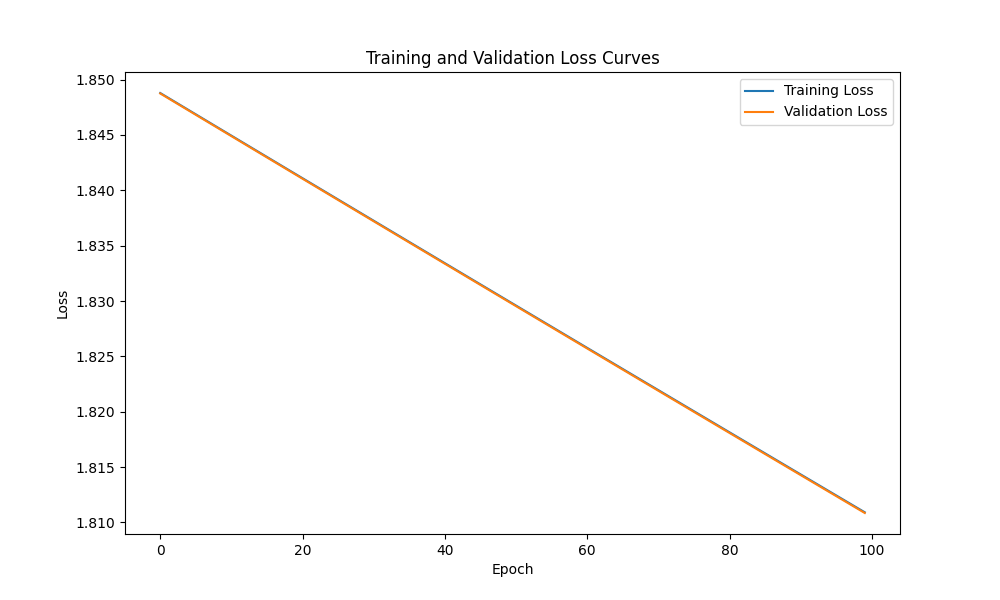 Training and Validation Loss Curves
Training Loss
Validation Loss
1.850
1.845
1.840
1.835
1.830
1.825
1.820
1.815
1.810
Loss
0 20 40 60 80 100
Epoch